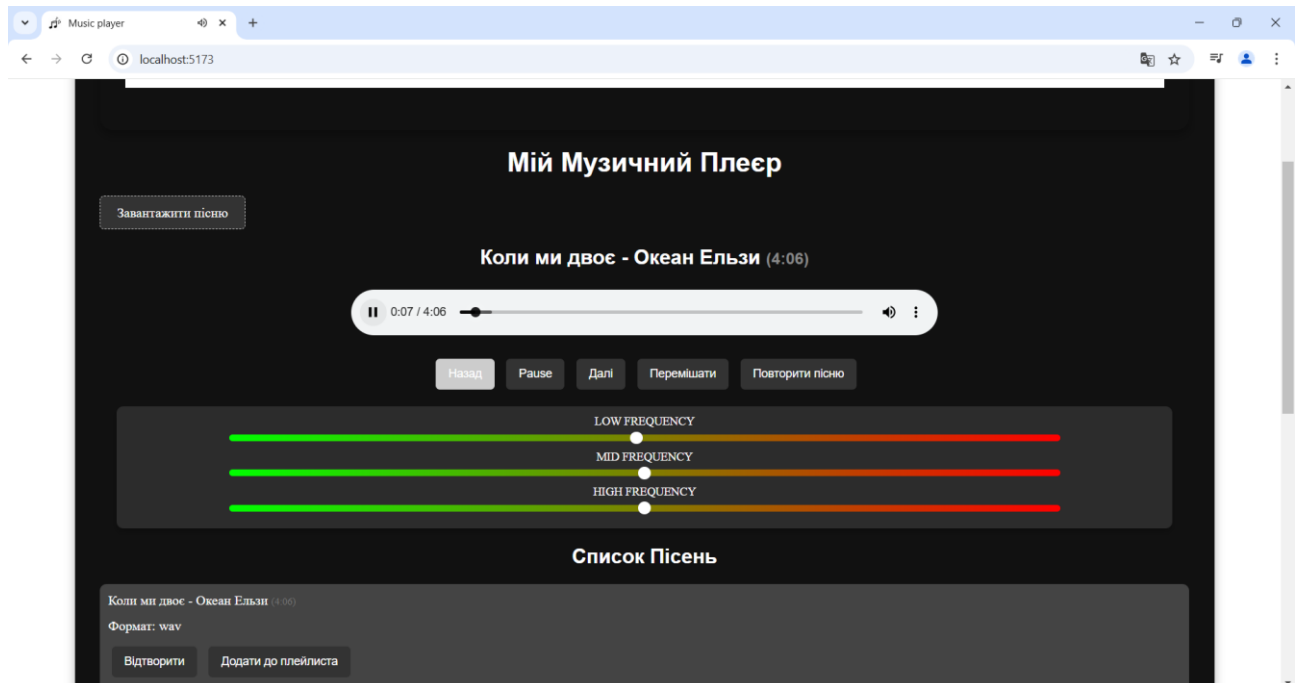 Music player
localhost:5173
Мій Музичний Плеєр
Завантажити пісню
Коли ми двоє - Океан Ельзи (4:06)
0:07 / 4:06
Назад Pause Далі Перемішати Повторити пісню
LOW FREQUENCY
MID FREQUENCY
HIGH FREQUENCY
Список Пісень
Коли ми двоє - Океан Ельзи (4:06)
Формат: wav
Відтворити Додати до плейлиста